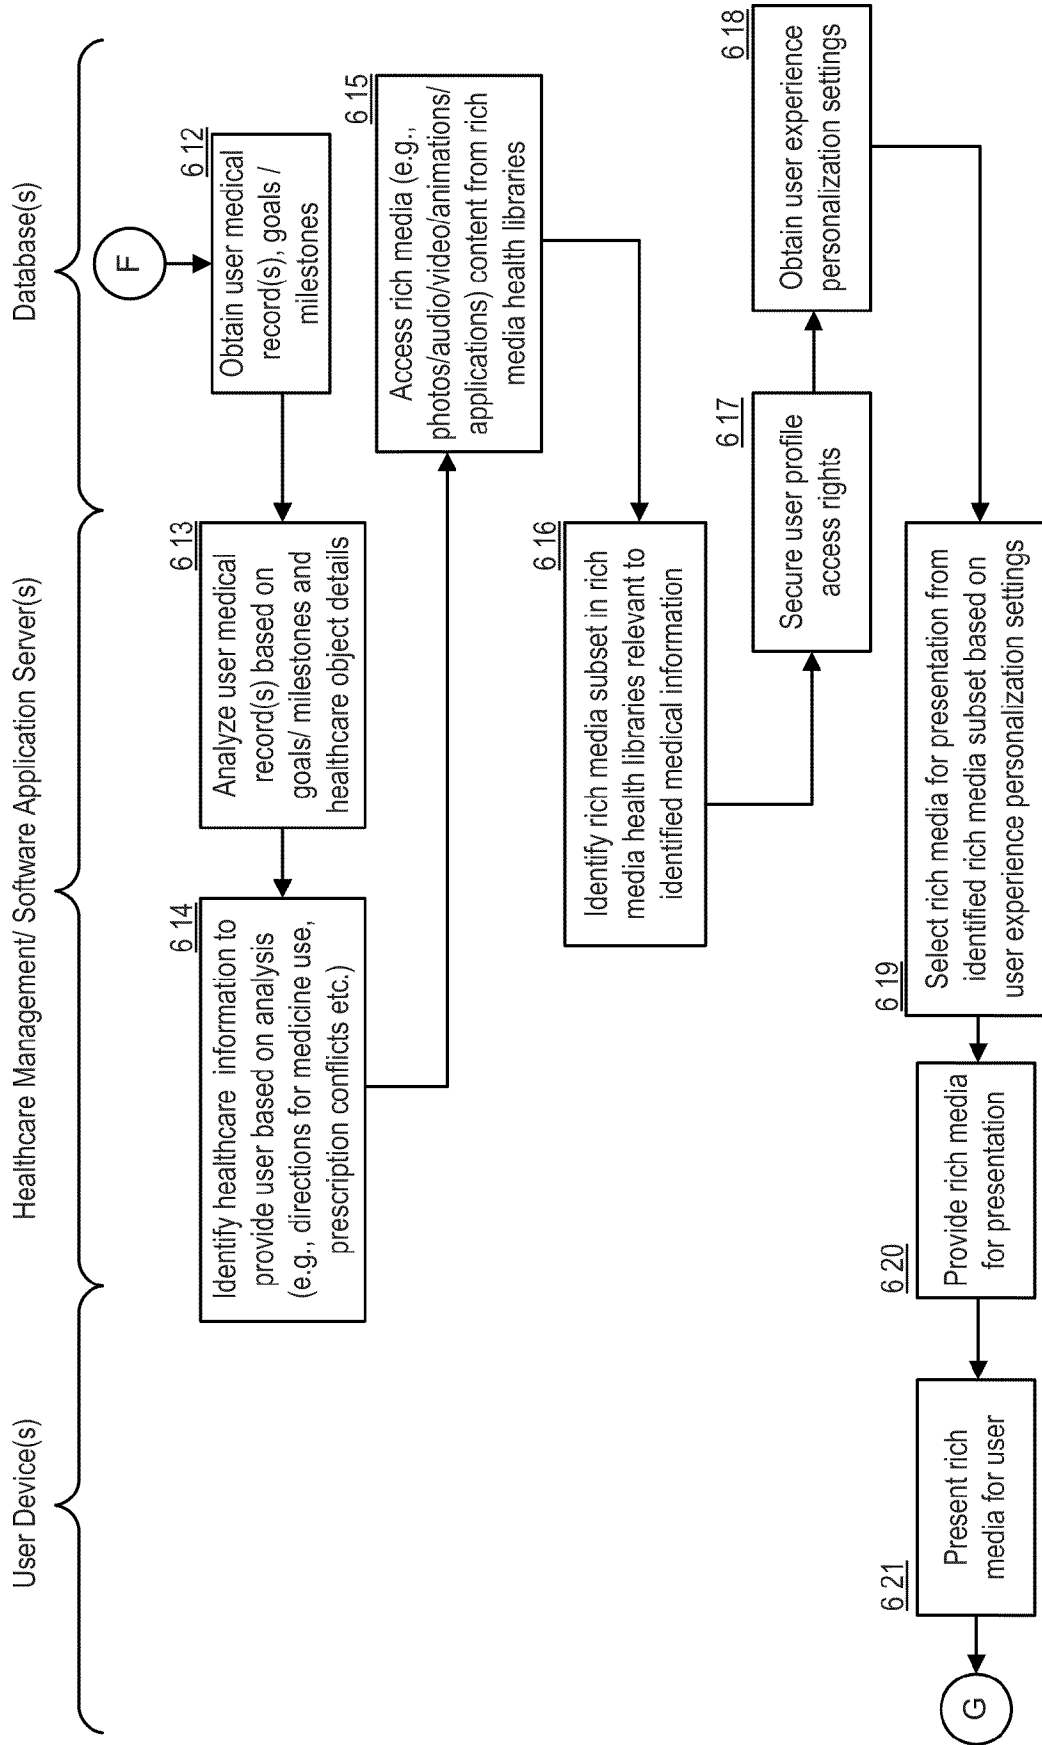 User Device(s)
Healthcare Management/ Software Application Server(s)
Database(s)
F
6 12
Obtain user medical
record(s), goals /
milestones
6 13
Analyze user medical
record(s) based on
goals/ milestones and
healthcare object details
6 14
Identify healthcare information to
provide user based on analysis
(e.g., directions for medicine use,
prescription conflicts etc.)
6 15
Access rich media (e.g.,
photos/audio/video/animations/
applications) content from rich
media health libraries
6 16
Identify rich media subset in rich
media health libraries relevant to
identified medical information
6 17
Secure user profile
access rights
6 18
Obtain user experience
personalization settings
6 19
Select rich media for presentation from
identified rich media subset based on
user experience personal settings
6 20
Provide rich media
for presentation
6 21
Present rich
media for user
G